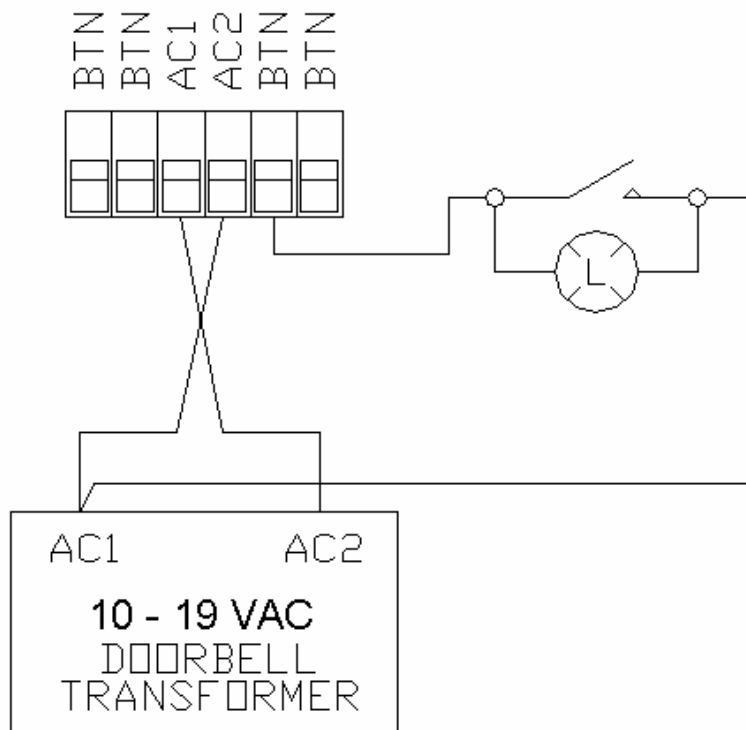 BTN BTN AC1 AC2 BTN BTN
L
AC1 AC2
10 - 19 VAC
DOORBELL
TRANSFORMER